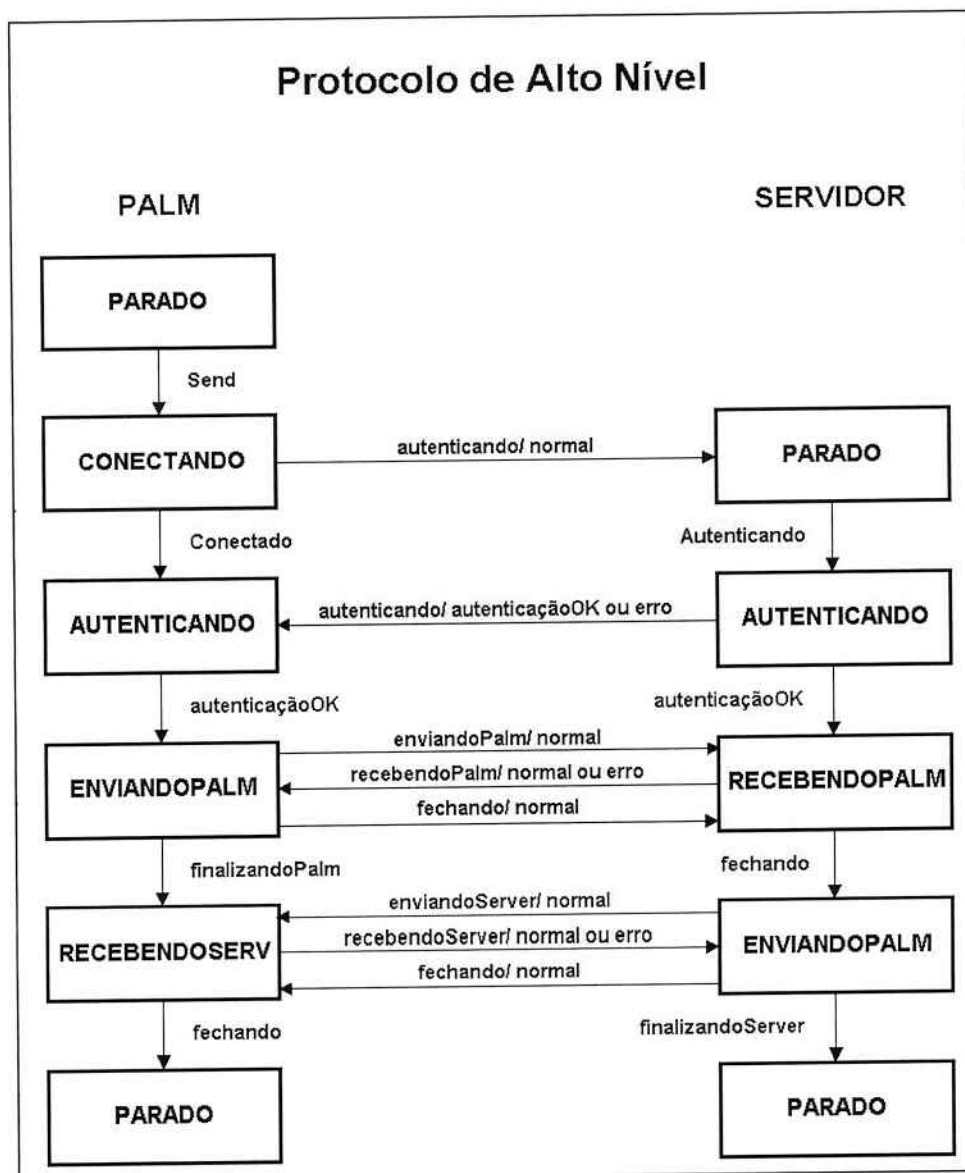 Protocolo de Alto Nível
PALM
SERVIDOR
PARADO
Send
CONECTANDO
autenticando/ normal
PARADO
Conectado
Autenticando
AUTENTICANDO
autenticando/ autenticaçãoOK ou erro
AUTENTICANDO
autenticaçãoOK
autenticaçãoOK
ENVIANDOPALM
enviandoPalm/ normal
recebendoPalm/ normal ou erro
fechando/ normal
RECEBENDOPALM
finalizandoPalm
fechando
RECEBENDOSERV
enviandoServer/ normal
recebendoServer/ normal ou erro
fechando/ normal
ENVIANDOPALM
fechando
finalizandoServer
PARADO
PARADO